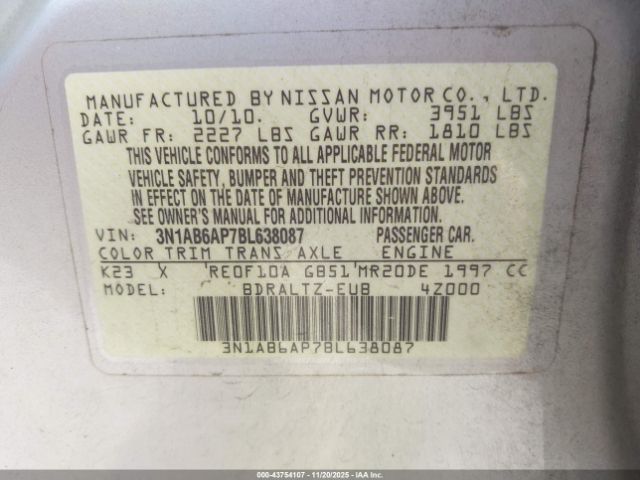 MANUFACTURED BY NISSAN MOTOR CO., LTD.
DATE: 10/10. GVWR: 3951 LBS
GAWR FR: 2227 LBS GAWR RR: 1810 LBS
THIS VEHICLE CONFORMS TO ALL APPLICABLE FEDERAL MOTOR
VEHICLE SAFETY, BUMPER AND THEFT PREVENTION STANDARDS
IN EFFECT ON THE DATE OF MANUFACTURE SHOWN ABOVE.
SEE OWNER'S MANUAL FOR ADDITIONAL INFORMATION.
VIN: 3N1AB6AP7BL638087 PASSENGER CAR.
COLOR TRIM TRANS AXLE ENGINE
K23 X 'RE0F10A GB51'MR20DE 1997 CC
MODEL: BDRALTZ-EUB 4Z000
3N1AB6AP7BL638087
000-43754107 - 11/20/2025 - IAAI.COM